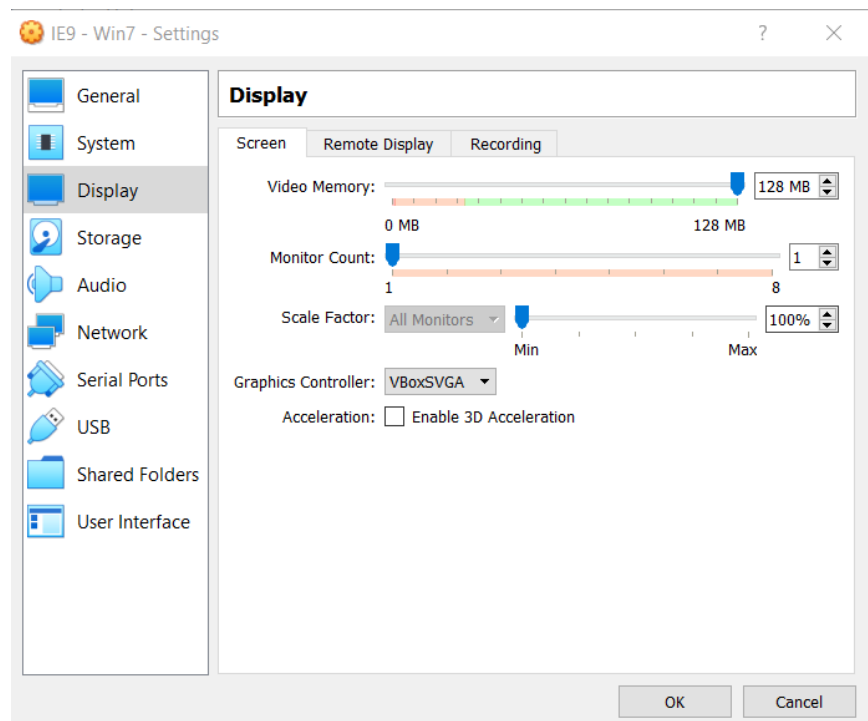 IE9 - Win7 - Settings ?
General
System
Display
Storage
Audio
Network
Serial Ports
USB
Shared Folders
User Interface
Display
Screen Remote Display Recording
Video Memory: 128 MB
0 MB 128 MB
Monitor Count: 1
1 8
Scale Factor: All Monitors 100%
Min Max
Graphics Controller: VBoxSVGA
Acceleration: Enable 3D Acceleration
OK Cancel